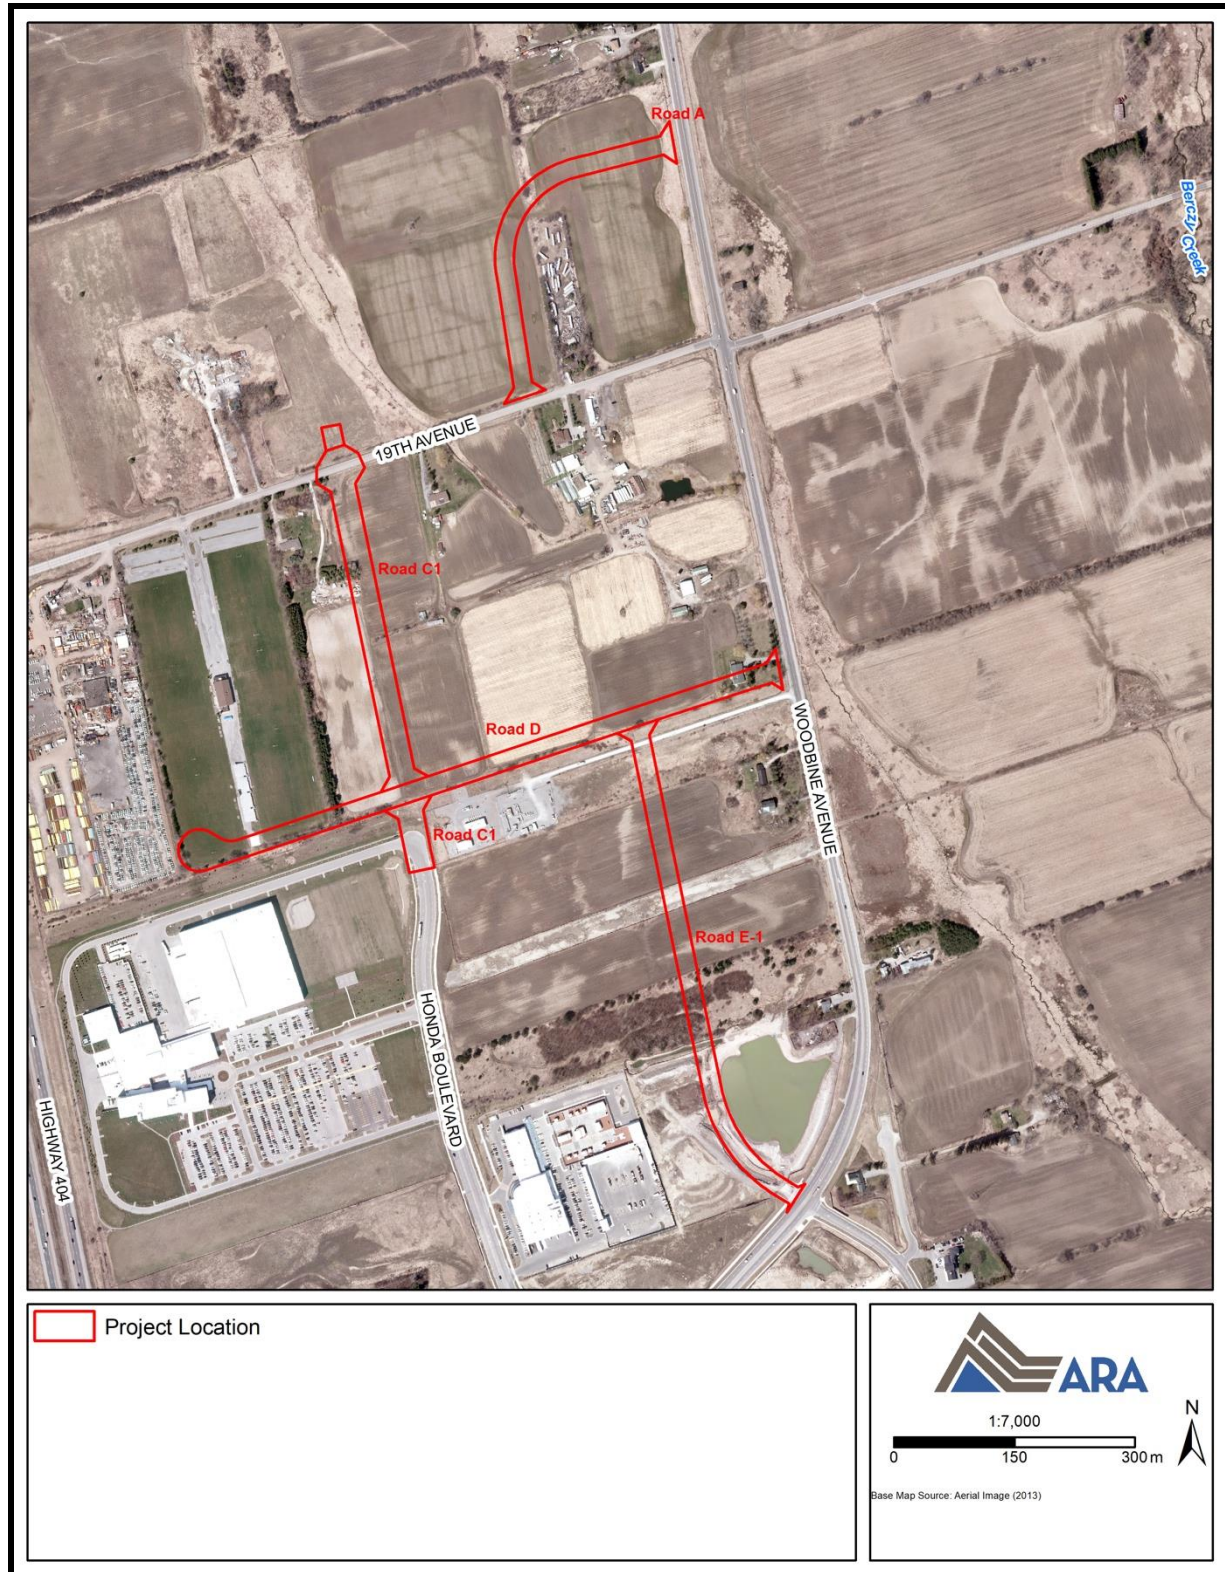 Road A
Berczy Creek
19TH AVENUE
Road C1
Road D
WOODBINE AVENUE
Road C1
Road E-1
HONDA BOULEVARD
HIGHWAY 404
Project Location
ARA
1:7,000
N
0 150 300 m
Base Map Source: Aerial Image (2013)